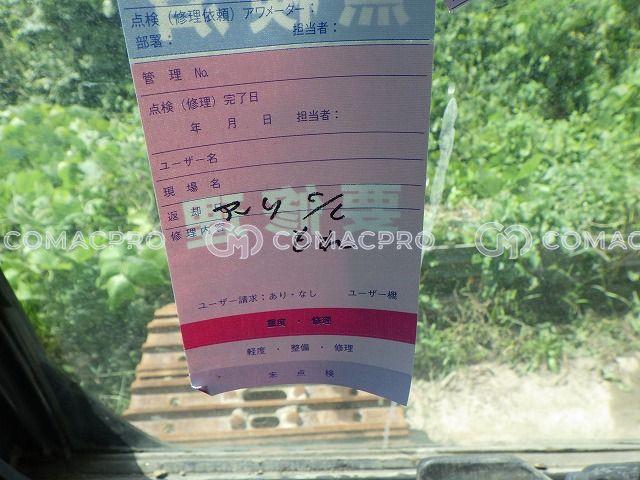 点検（修理依頼）アワメーター：
部署：　担当者：
管 理 No.
点検（修理）完了日
年　月　日　担当者：
ユーザー名
現 場 名
返 却 日
修理内容
COMACPRO COMACPRO COMACPRO
ユーザー請求：あり・なし　ユーザー機
重度 ・ 修理
軽度 ・ 整備 ・ 修理
未 点 検